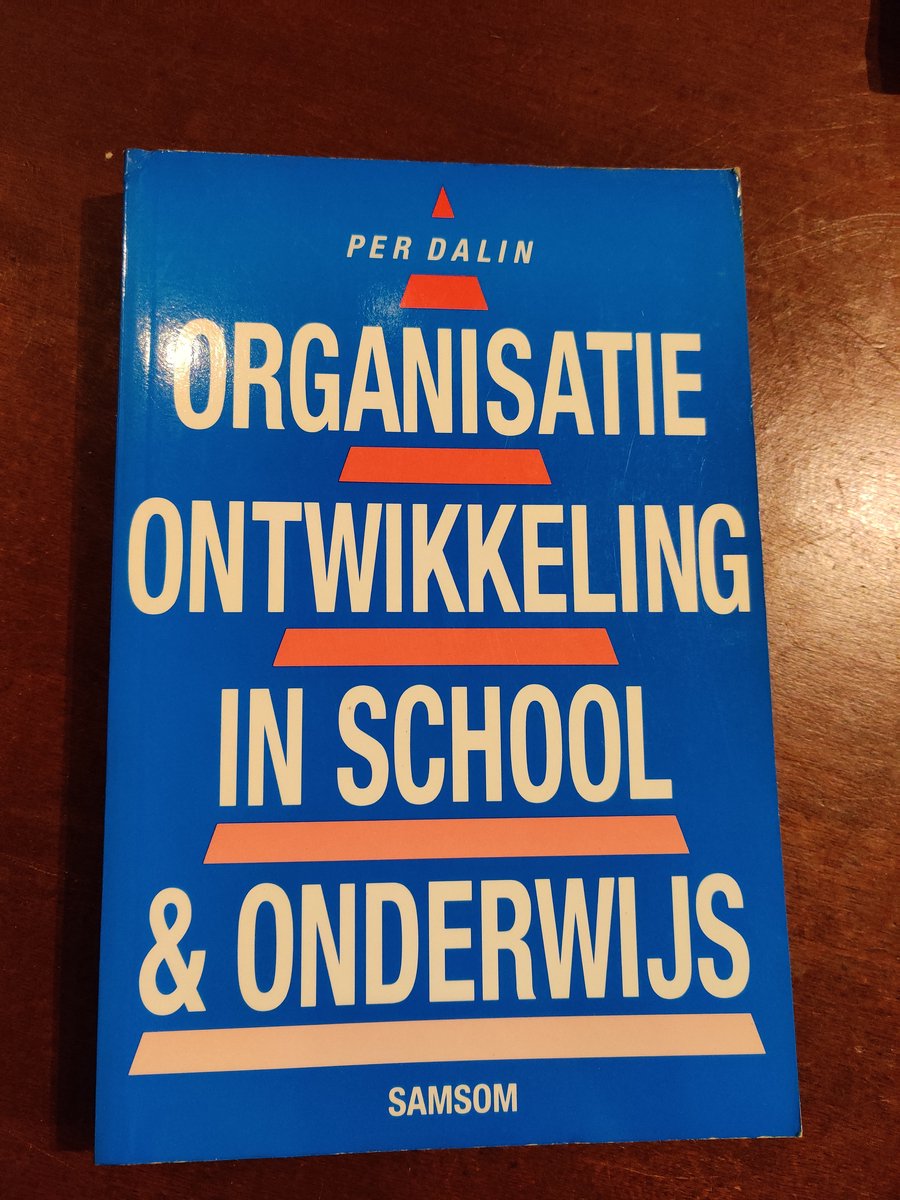 PER DALIN
ORGANISATIE
ONTWIKKELING
IN SCHOOL
& ONDERWIJS
SAMSOM